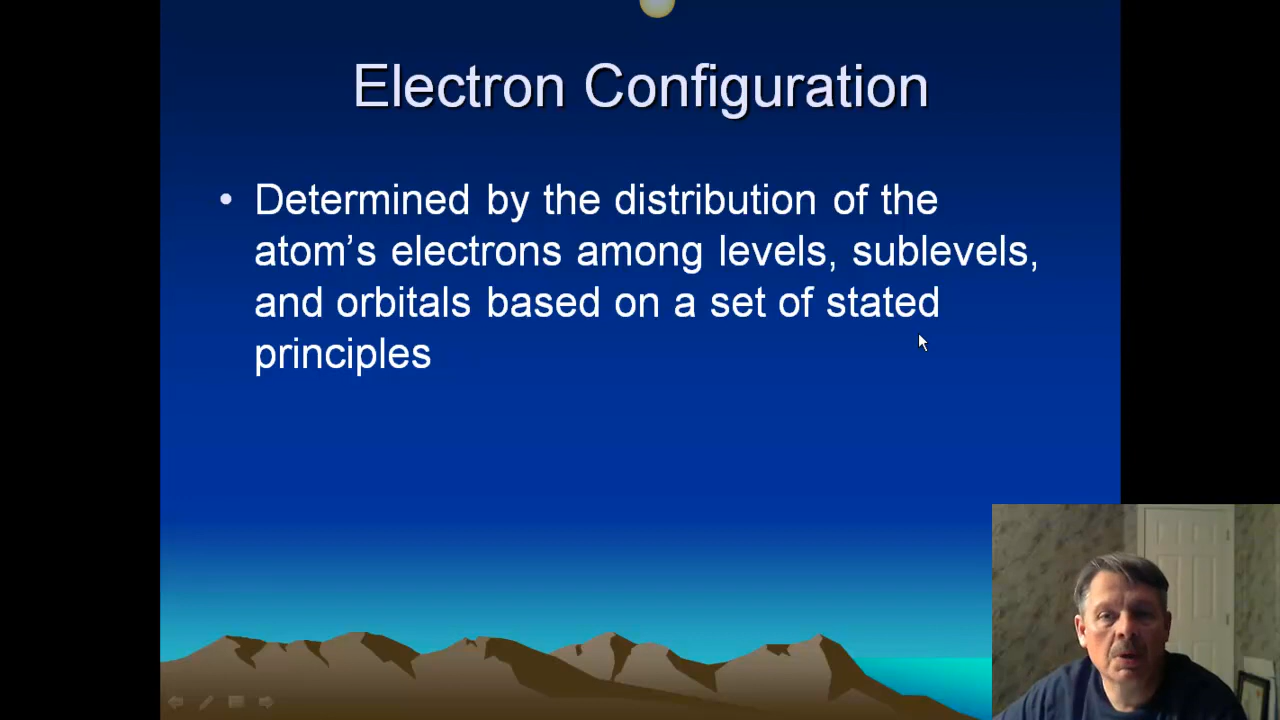 Electron Configuration
• Determined by the distribution of the
atom’s electrons among levels, sublevels,
and orbitals based on a set of stated
principles